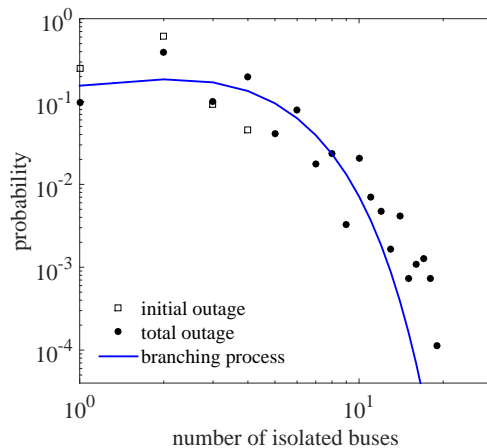 10^0
10^-1
10^-2
10^-3
10^-4
probability
initial outage
total outage
branching process
10^0
10^1
number of isolated buses